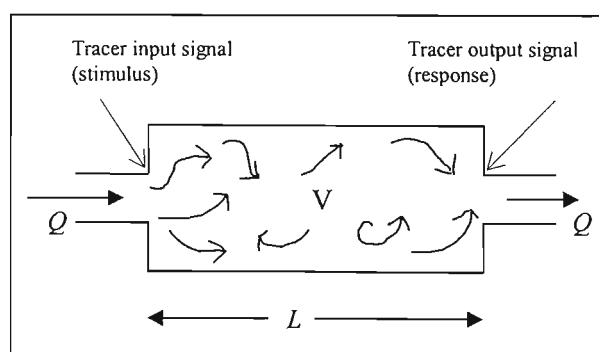 Tracer input signal
(stimulus)
Tracer output signal
(response)
V
Q
Q
L